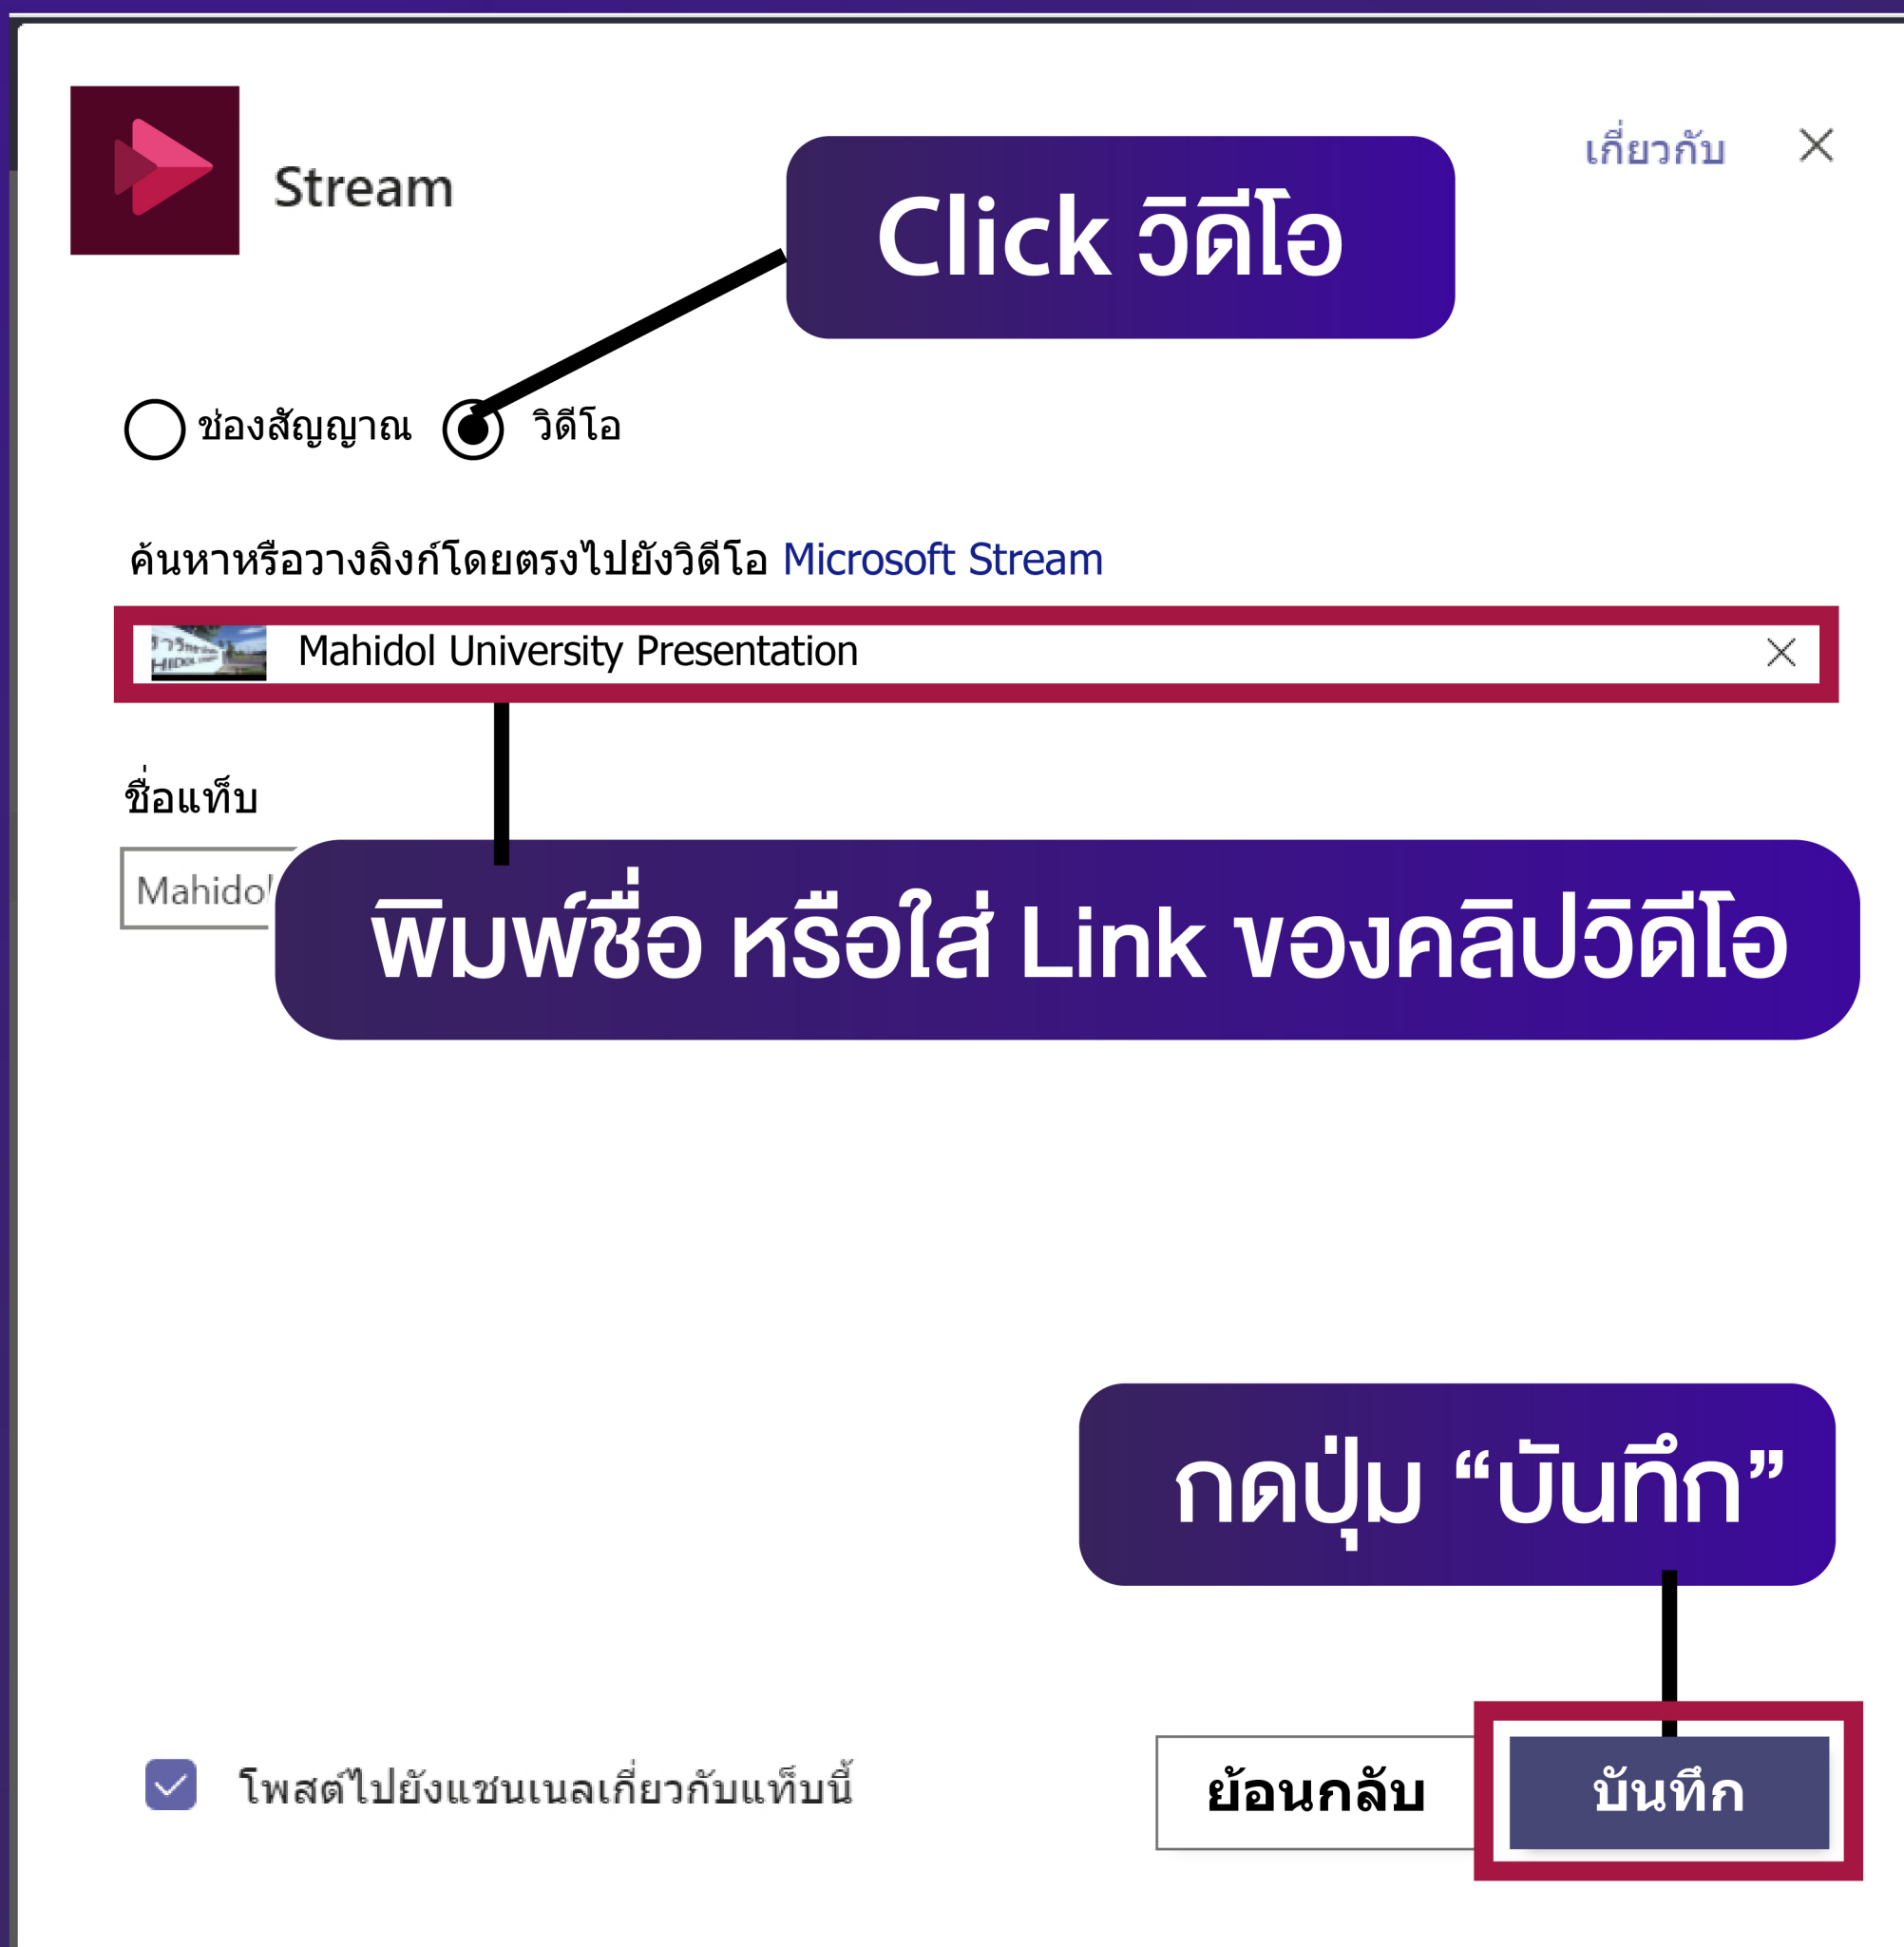 Stream
เกี่ยวกับ
Click วิดีโอ
ช่องสัญญาณ วิดีโอ
ค้นหาหรือวางลิงก์โดยตรงไปยังวิดีโอ Microsoft Stream
Mahidol University Presentation
ชื่อแท็บ
Mahidol
พิมพ์ชื่อ หรือใส่ Link ของคลิปวิดีโอ
กดปุ่ม “บันทึก”
โพสต์ไปยังแชนเนลเกี่ยวกับแท็บนี้
ย้อนกลับ บันทึก